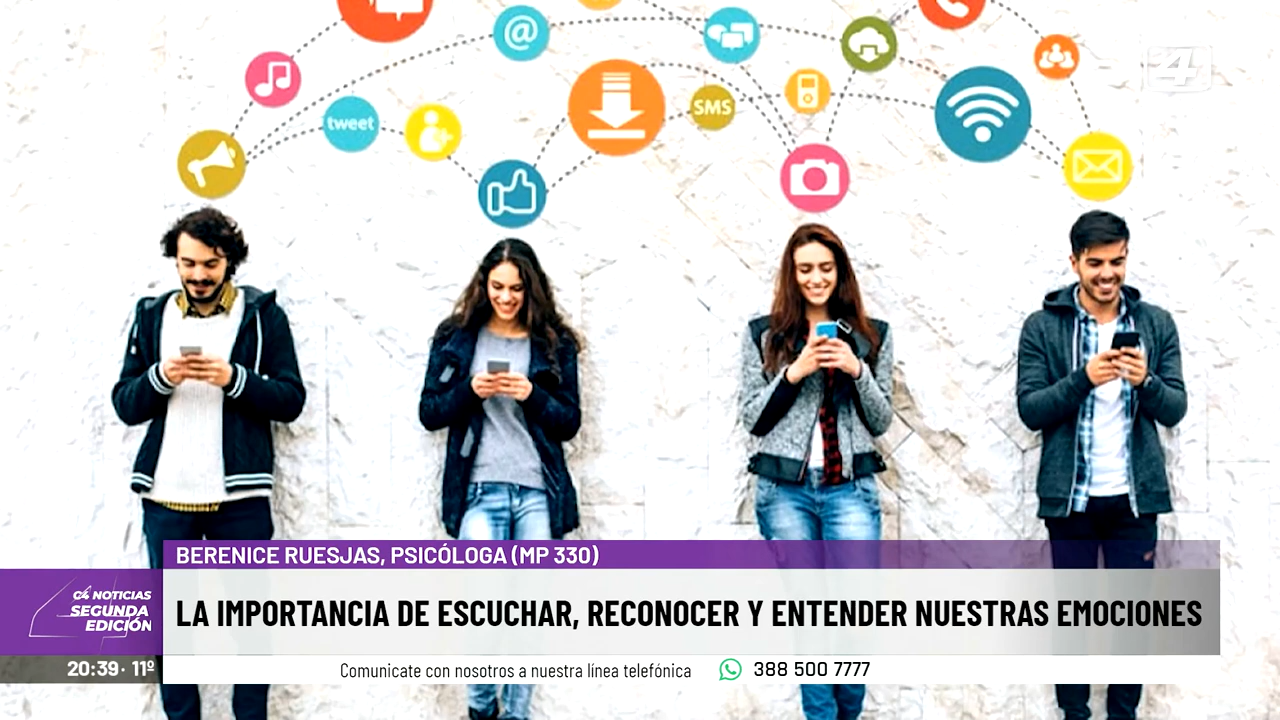 @
SMS
tweet
4
BERENICE RUESJAS, PSICÓLOGA (MP 330)
C4 NOTICIAS
SEGUNDA
EDICIÓN
LA IMPORTANCIA DE ESCUCHAR, RECONOCER Y ENTENDER NUESTRAS EMOCIONES
20:39 · 11º
Comunicate con nosotros a nuestra línea telefónica
388 500 7777